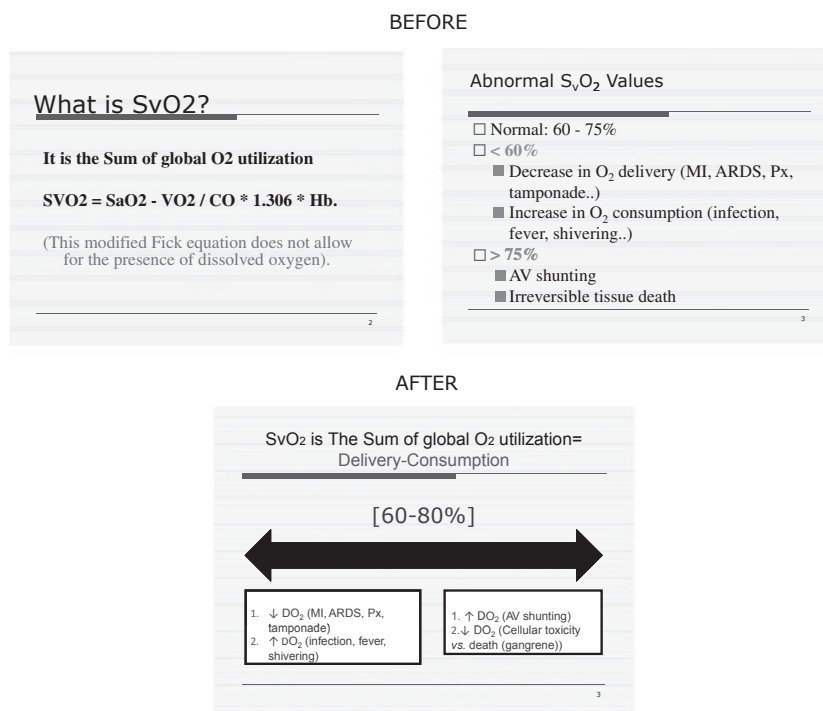 BEFORE
What is SvO2?
It is the Sum of global O2 utilization
SVO2 = SaO2 - VO2 / CO * 1.306 * Hb.
(This modified Fick equation does not allow
for the presence of dissolved oxygen).
2
Abnormal SvO2 Values
☐ Normal: 60 - 75%
☐ < 60%
■ Decrease in O2 delivery (MI, ARDS, Px,
tamponade..)
■ Increase in O2 consumption (infection,
fever, shivering..)
☐ > 75%
■ AV shunting
■ Irreversible tissue death
3
AFTER
SvO2 is The Sum of global O2 utilization=
Delivery-Consumption
[60-80%]
1. ↓ DO2 (MI, ARDS, Px,
tamponade)
2. ↑ DO2 (infection, fever,
shivering)
1. ↑ DO2 (AV shunting)
2.↓ DO2 (Cellular toxicity
vs. death (gangrene))
3